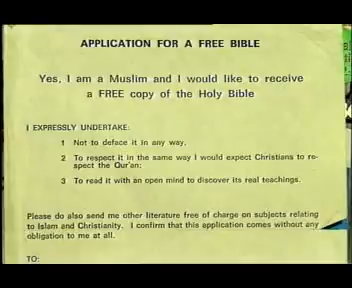 APPLICATION FOR A FREE BIBLE
Yes, I am a Muslim and I would like to receive
a FREE copy of the Holy Bible
I EXPRESSLY UNDERTAKE:
1 Not to deface it in any way.
2 To respect it in the same way I would expect Christians to re-
spect the Qur'an:
3 To read it with an open mind to discover its real teachings.
Please do also send me other literature free of charge on subjects relating
to Islam and Christianity. I confirm that this application comes without any
obligation to me at all.
TO: